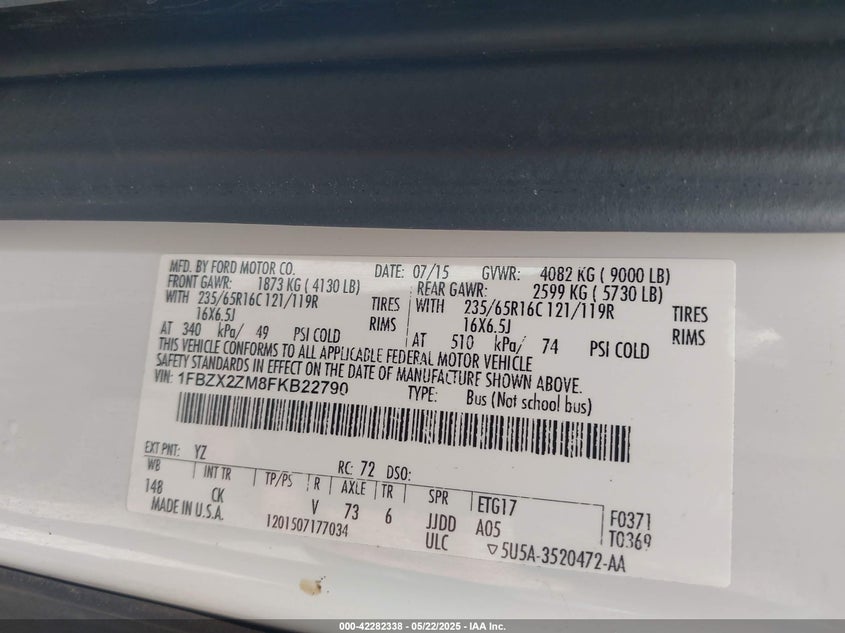 MFD. BY FORD MOTOR CO. DATE: 07/15 GVWR: 4082 KG ( 9000 LB)
FRONT GAWR: 1873 KG ( 4130 LB) REAR GAWR: 2599 KG ( 5730 LB)
WITH 235/65R16C 121/119R TIRES WITH 235/65R16C 121/119R TIRES
16X6.5J RIMS 16X6.5J RIMS
AT 340 kPa/ 49 PSI COLD AT 510 kPa/ 74 PSI COLD
THIS VEHICLE CONFORMS TO ALL APPLICABLE FEDERAL MOTOR VEHICLE
SAFETY STANDARDS IN EFFECT ON THE DATE OF MANUFACTURE SHOWN ABOVE.
VIN: 1FBZX2ZM8FKB22790 TYPE: Bus (Not school bus)
EXT PNT: YZ RC: 72 DSO:
WB INT TR TP/PS R AXLE TR SPR ETG17 F0371
148 CK V 73 6 JJDD A05 T0369
MADE IN U.S.A. 1201507177034 ULC ▽5U5A-3520472-AA
000-42282338 - 05/22/2025 - IAA Inc.